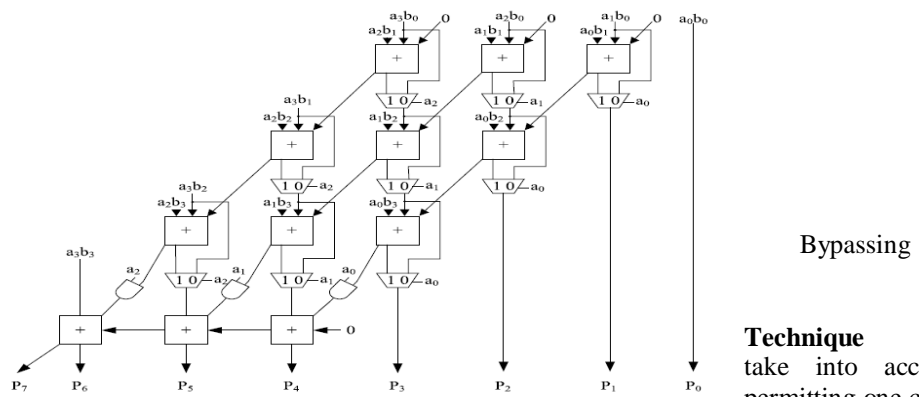 a₃b₀ 0 a₂b₀ 0 a₁b₀ 0 a₀b₀
a₂b₁ a₁b₁ a₀b₁
+ + +
1 0 a₂ 1 0 a₁ 1 0 a₀
a₃b₁
a₂b₂ a₁b₂ a₀b₂
+ + +
1 0 a₂ 1 0 a₁ 1 0 a₀
a₃b₂
a₂b₃ a₁b₃ a₀b₃
+ + +
Bypassing
a₃b₃
a₂ a₁ a₀
1 0 a₂ 1 0 a₁ 1 0 a₀
+ + + 0
Technique
take into acc
P₇ P₆ P₅ P₄ P₃ P₂ P₁ P₀